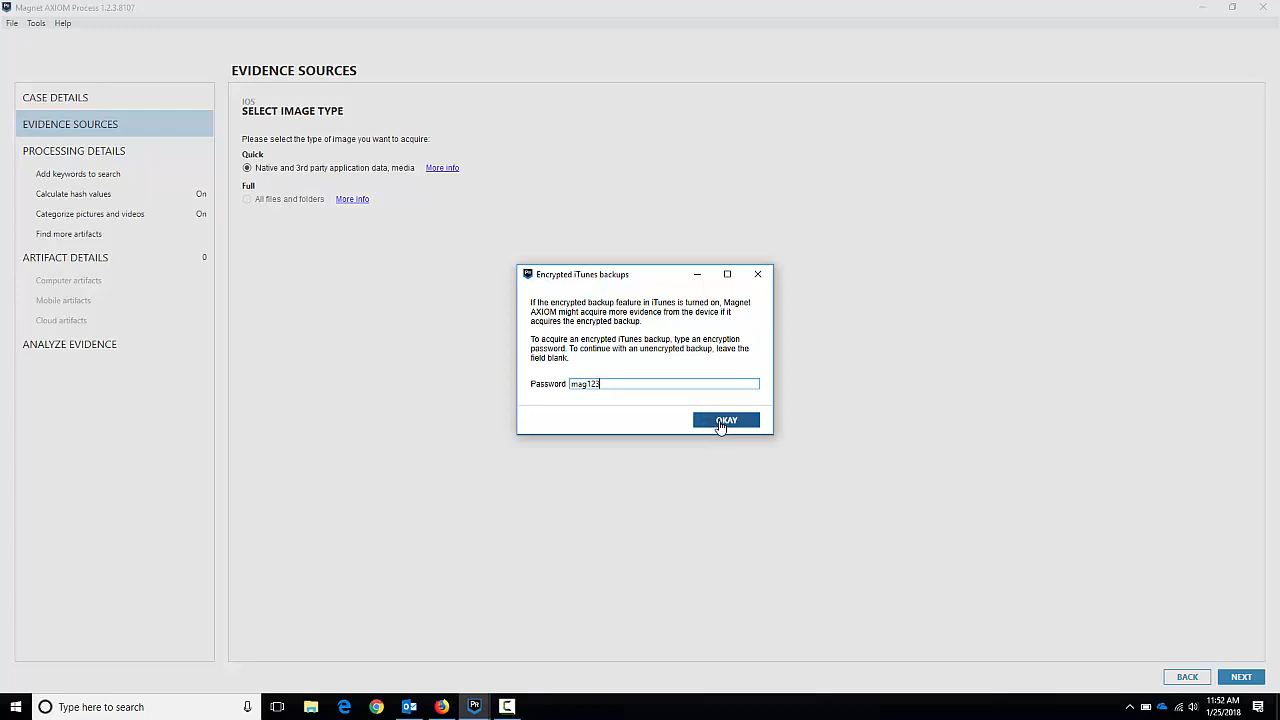 Magnet AXIOM Process 1.2.3.8107
File Tools Help
EVIDENCE SOURCES
CASE DETAILS
EVIDENCE SOURCES
PROCESSING DETAILS
Add keywords to search
Calculate hash values On
Categorize pictures and videos On
Find more artifacts
ARTIFACT DETAILS 0
Computer artifacts
Mobile artifacts
Cloud artifacts
ANALYZE EVIDENCE
IOS
SELECT IMAGE TYPE
Please select the type of image you want to acquire:
Quick
Native and 3rd party application data, media More info
Full
All files and folders More info
Encrypted iTunes backups
If the encrypted backup feature in iTunes is turned on, Magnet
AXIOM might acquire more evidence from the device if it
acquires the encrypted backup.
To acquire an encrypted iTunes backup, type an encryption
password. To continue with an unencrypted backup, leave the
field blank.
Password mag123
OKAY
BACK NEXT
Type here to search
11:52 AM
1/25/2018